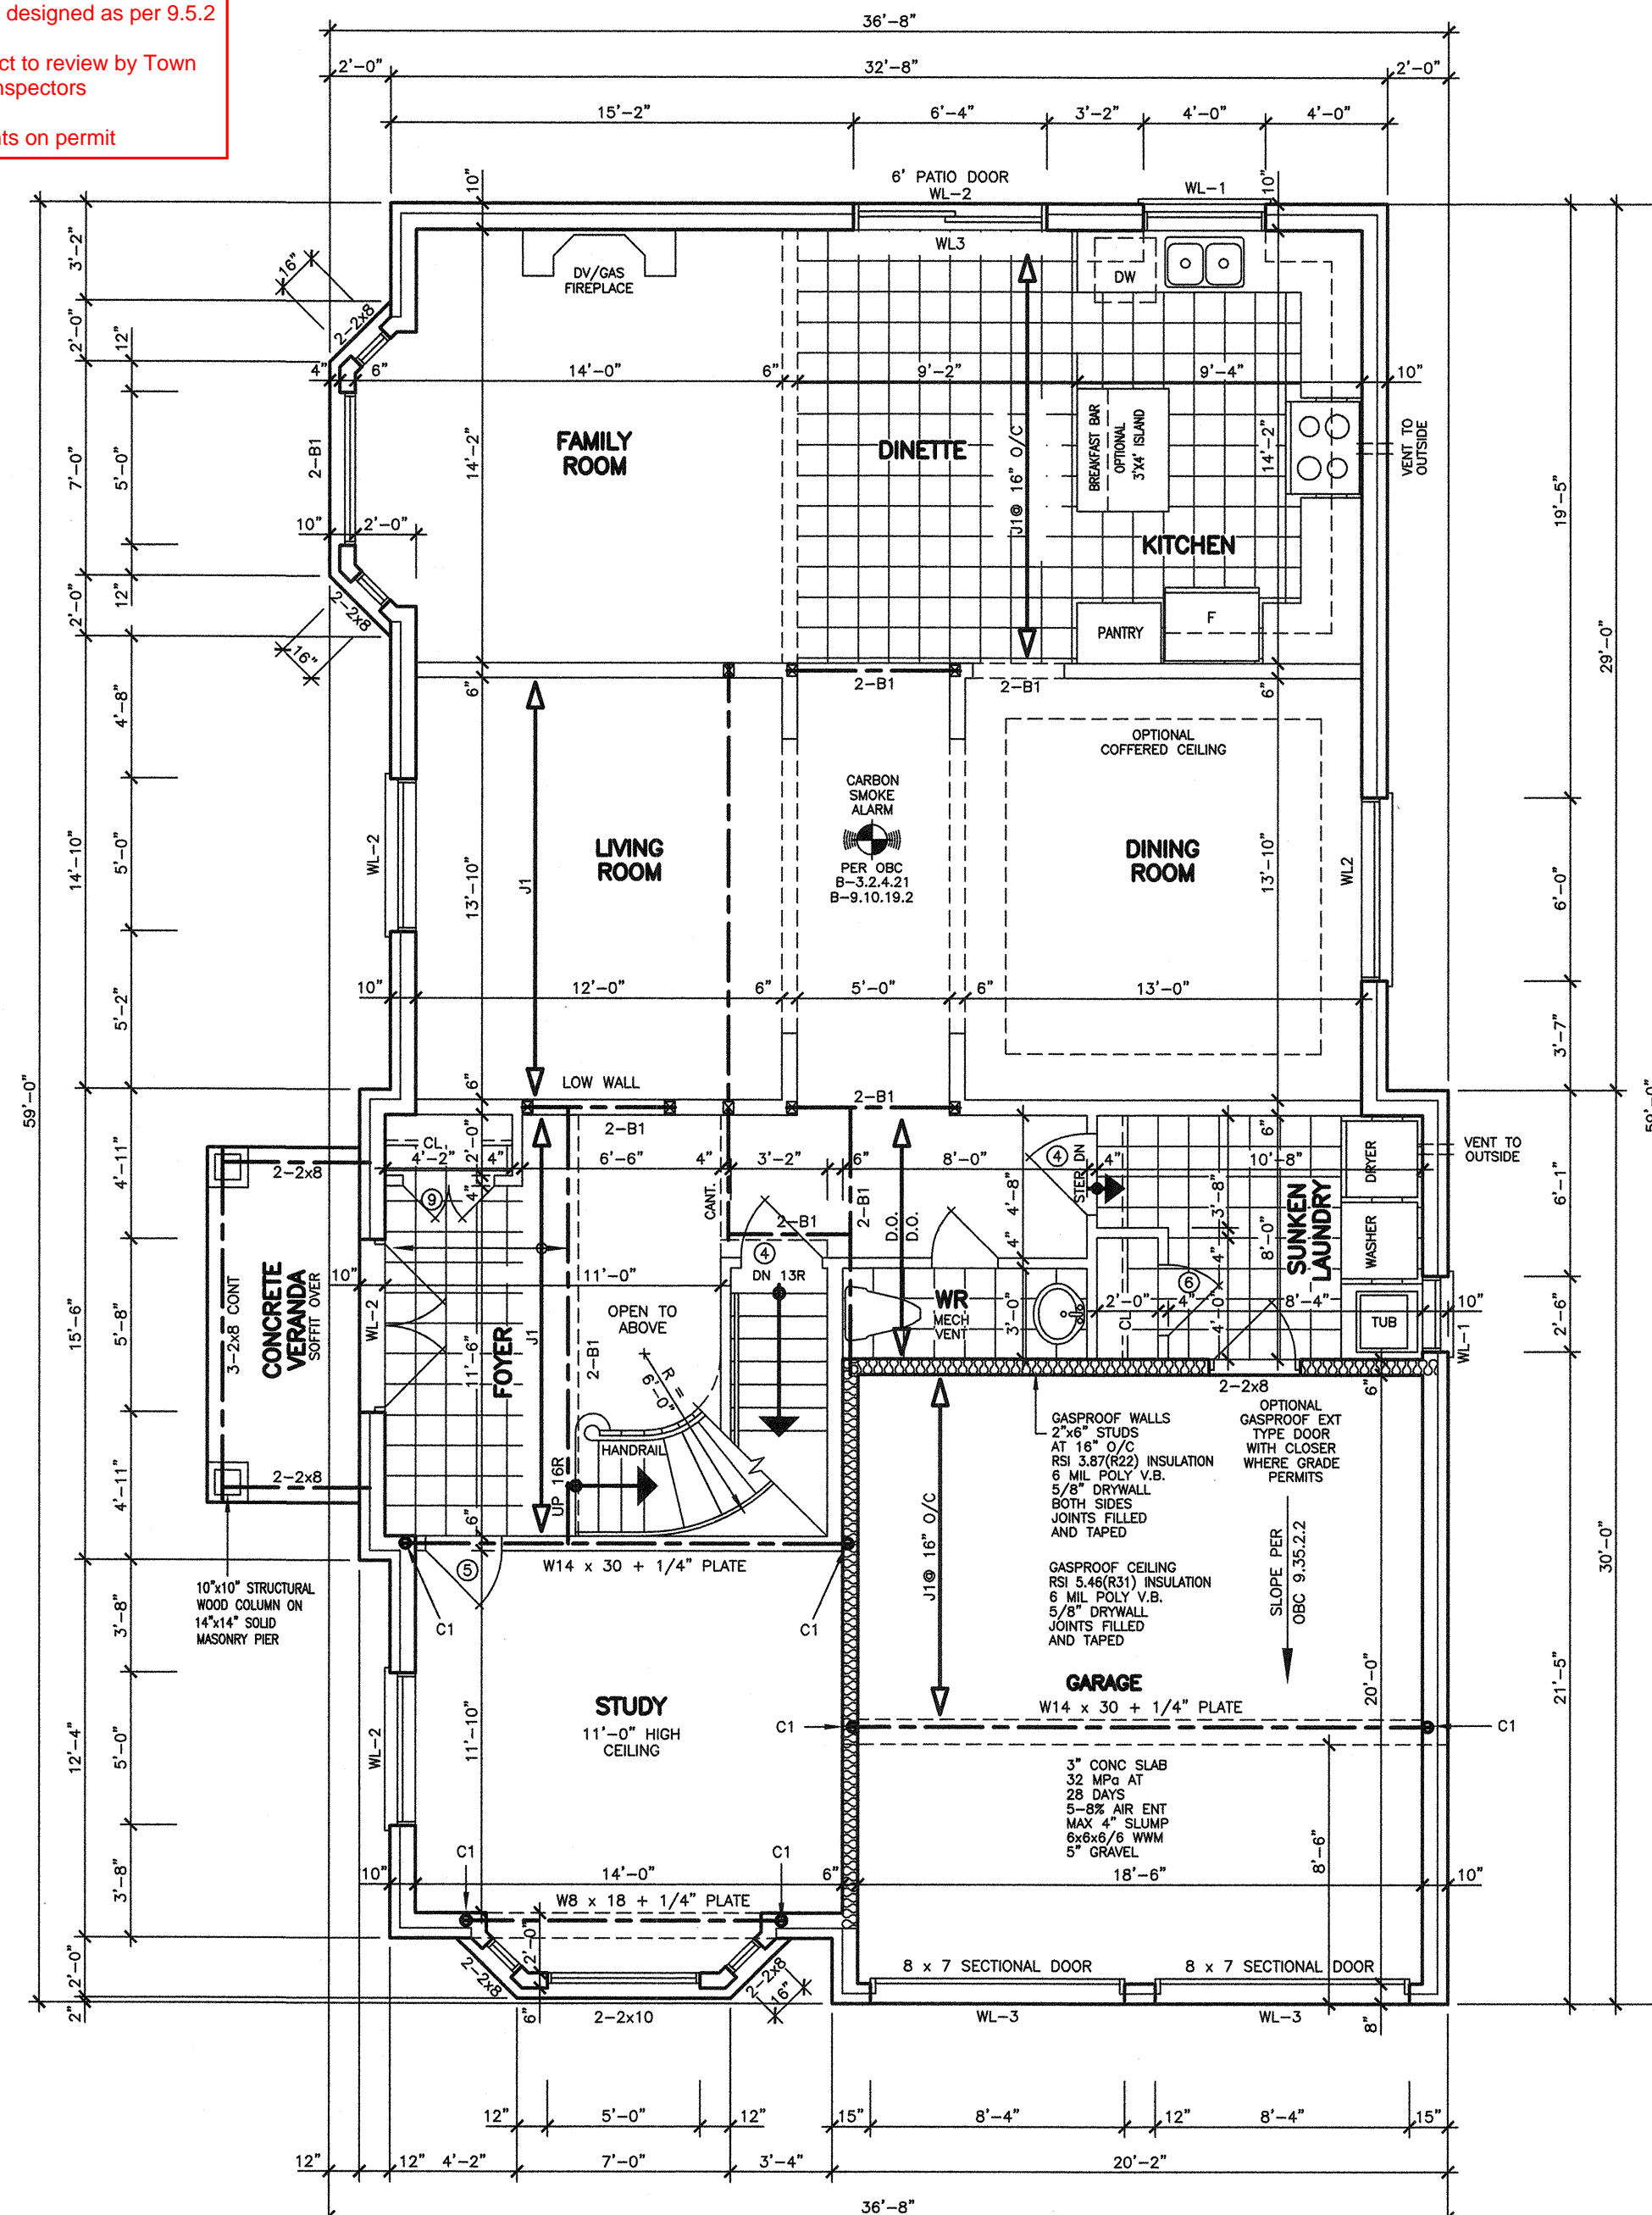 designed as per 9.5.2
ct to review by Town
nspectors
ts on permit
36'-8"
2'-0"
32'-8"
2'-0"
15'-2"
6'-4"
3'-2"
4'-0"
4'-0"
10"
6' PATIO DOOR
WL-2
WL-1
10"
WL3
DW
DV/GAS
FIREPLACE
3'-2"
16"
2'-0"
12"
2-2x8
4"
6"
14'-0"
6"
9'-2"
9'-4"
10"
2-B1
7'-0"
5'-0"
FAMILY
ROOM
14'-2"
DINETTE
J1@ 16" O/C
BREAKFAST BAR
OPTIONAL
3'X4' ISLAND
14'-2"
VENT TO
OUTSIDE
19'-5"
10"
2'-0"
KITCHEN
2'-0"
12"
2-2x8
16"
PANTRY
F
29'-0"
6"
2-B1
2-B1
6"
4'-8"
OPTIONAL
COFFERED CEILING
CARBON
SMOKE
ALARM
PER OBC
B-3.2.4.21
B-9.10.19.2
14'-10"
5'-0"
WL-2
13'-10"
J1
LIVING
ROOM
DINING
ROOM
13'-10"
WL2
6'-0"
10"
12'-0"
6"
5'-0"
6"
13'-0"
5'-2"
3'-7"
59'-0"
59'-0"
6"
LOW WALL
2-B1
2-B1
CL
4'-2"
2'-0"
4"
6'-6"
4"
3'-2"
6"
8'-0"
4
STEP DN
4"
6"
10'-8"
DRYER
VENT TO
OUTSIDE
4'-11"
2-2x8
9
4"
CANT.
2-B1
2-B1
D.O.
D.O.
4'-8"
3'-8"
8'-0"
SUNKEN
LAUNDRY
WASHER
6'-1"
4
DN 13R
4"
4"
6
15'-6"
5'-8"
3-2x8 CONT
CONCRETE
VERANDA
SOFFIT OVER
10"
WL-2
11'-0"
OPEN TO
ABOVE
FOYER
11'-6"
J1
2-B1
R =
6'-0"
WR
MECH
VENT
3'-0"
2'-0"
CL
4"
4'-0"
8'-4"
TUB
10"
WL-1
2'-6"
HANDRAIL
UP 16R
4'-11"
2-2x8
6"
W14 x 30 + 1/4" PLATE
5
C1
C1
10"x10" STRUCTURAL
WOOD COLUMN ON
14"x14" SOLID
MASONRY PIER
2-2x8
6"
GASPROOF WALLS
2"x6" STUDS
AT 16" O/C
RSI 3.87(R22) INSULATION
6 MIL POLY V.B.
5/8" DRYWALL
BOTH SIDES
JOINTS FILLED
AND TAPED
OPTIONAL
GASPROOF EXT
TYPE DOOR
WITH CLOSER
WHERE GRADE
PERMITS
J1@ 16" O/C
GASPROOF CEILING
RSI 5.46(R31) INSULATION
6 MIL POLY V.B.
5/8" DRYWALL
JOINTS FILLED
AND TAPED
SLOPE PER
OBC 9.35.2.2
30'-0"
3'-8"
GARAGE
W14 x 30 + 1/4" PLATE
20'-0"
21'-5"
C1
C1
12'-4"
5'-0"
WL-2
11'-10"
STUDY
11'-0" HIGH
CEILING
3" CONC SLAB
32 MPa AT
28 DAYS
5-8% AIR ENT
MAX 4" SLUMP
6x6x6/6 WWM
5" GRAVEL
8'-6"
3'-8"
C1
C1
10"
14'-0"
6"
18'-6"
10"
W8 x 18 + 1/4" PLATE
2'-0"
2'-0"
2-2x8
2-2x8
16"
8 x 7 SECTIONAL DOOR
8 x 7 SECTIONAL DOOR
2"
6"
2-2x10
WL-3
WL-3
8"
12"
5'-0"
12"
15"
8'-4"
12"
8'-4"
15"
12"
12"
4'-2"
7'-0"
3'-4"
20'-2"
36'-8"